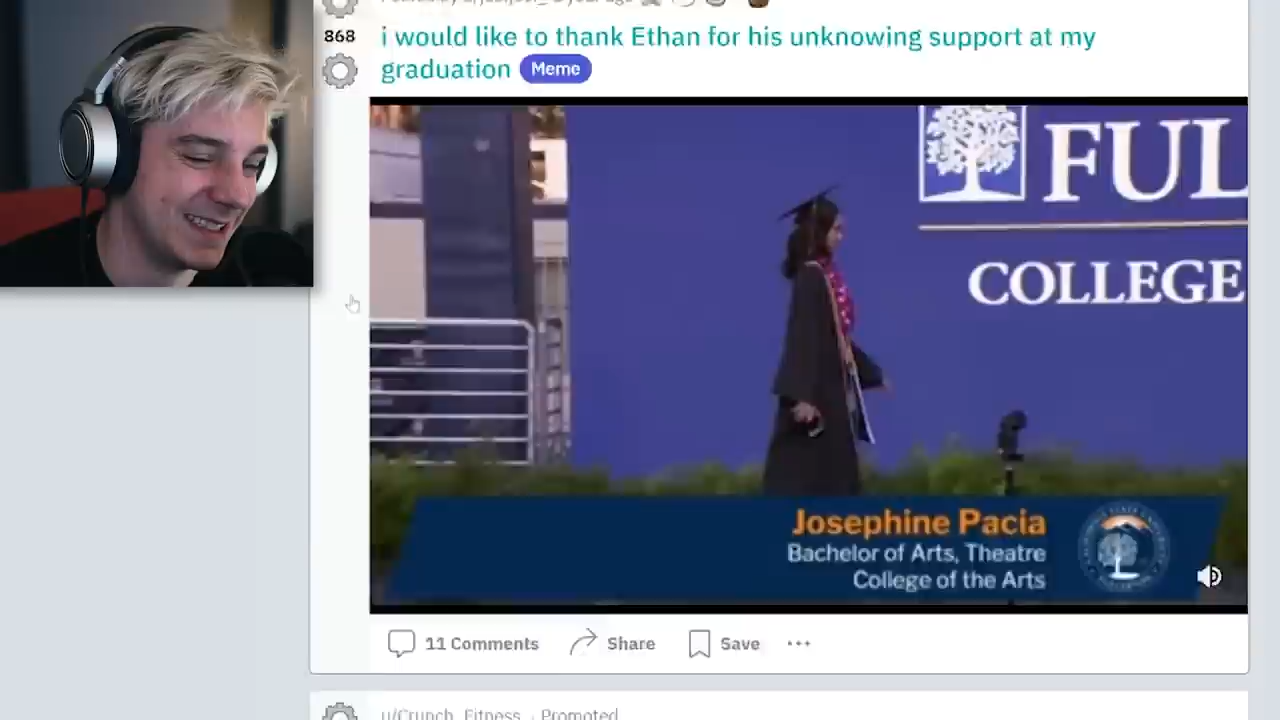 868
i would like to thank Ethan for his unknowing support at my
graduation Meme
FUL
COLLEGE
Josephine Pacia
Bachelor of Arts, Theatre
College of the Arts
11 Comments Share Save ...
u/Crunch_Fitness · Promoted